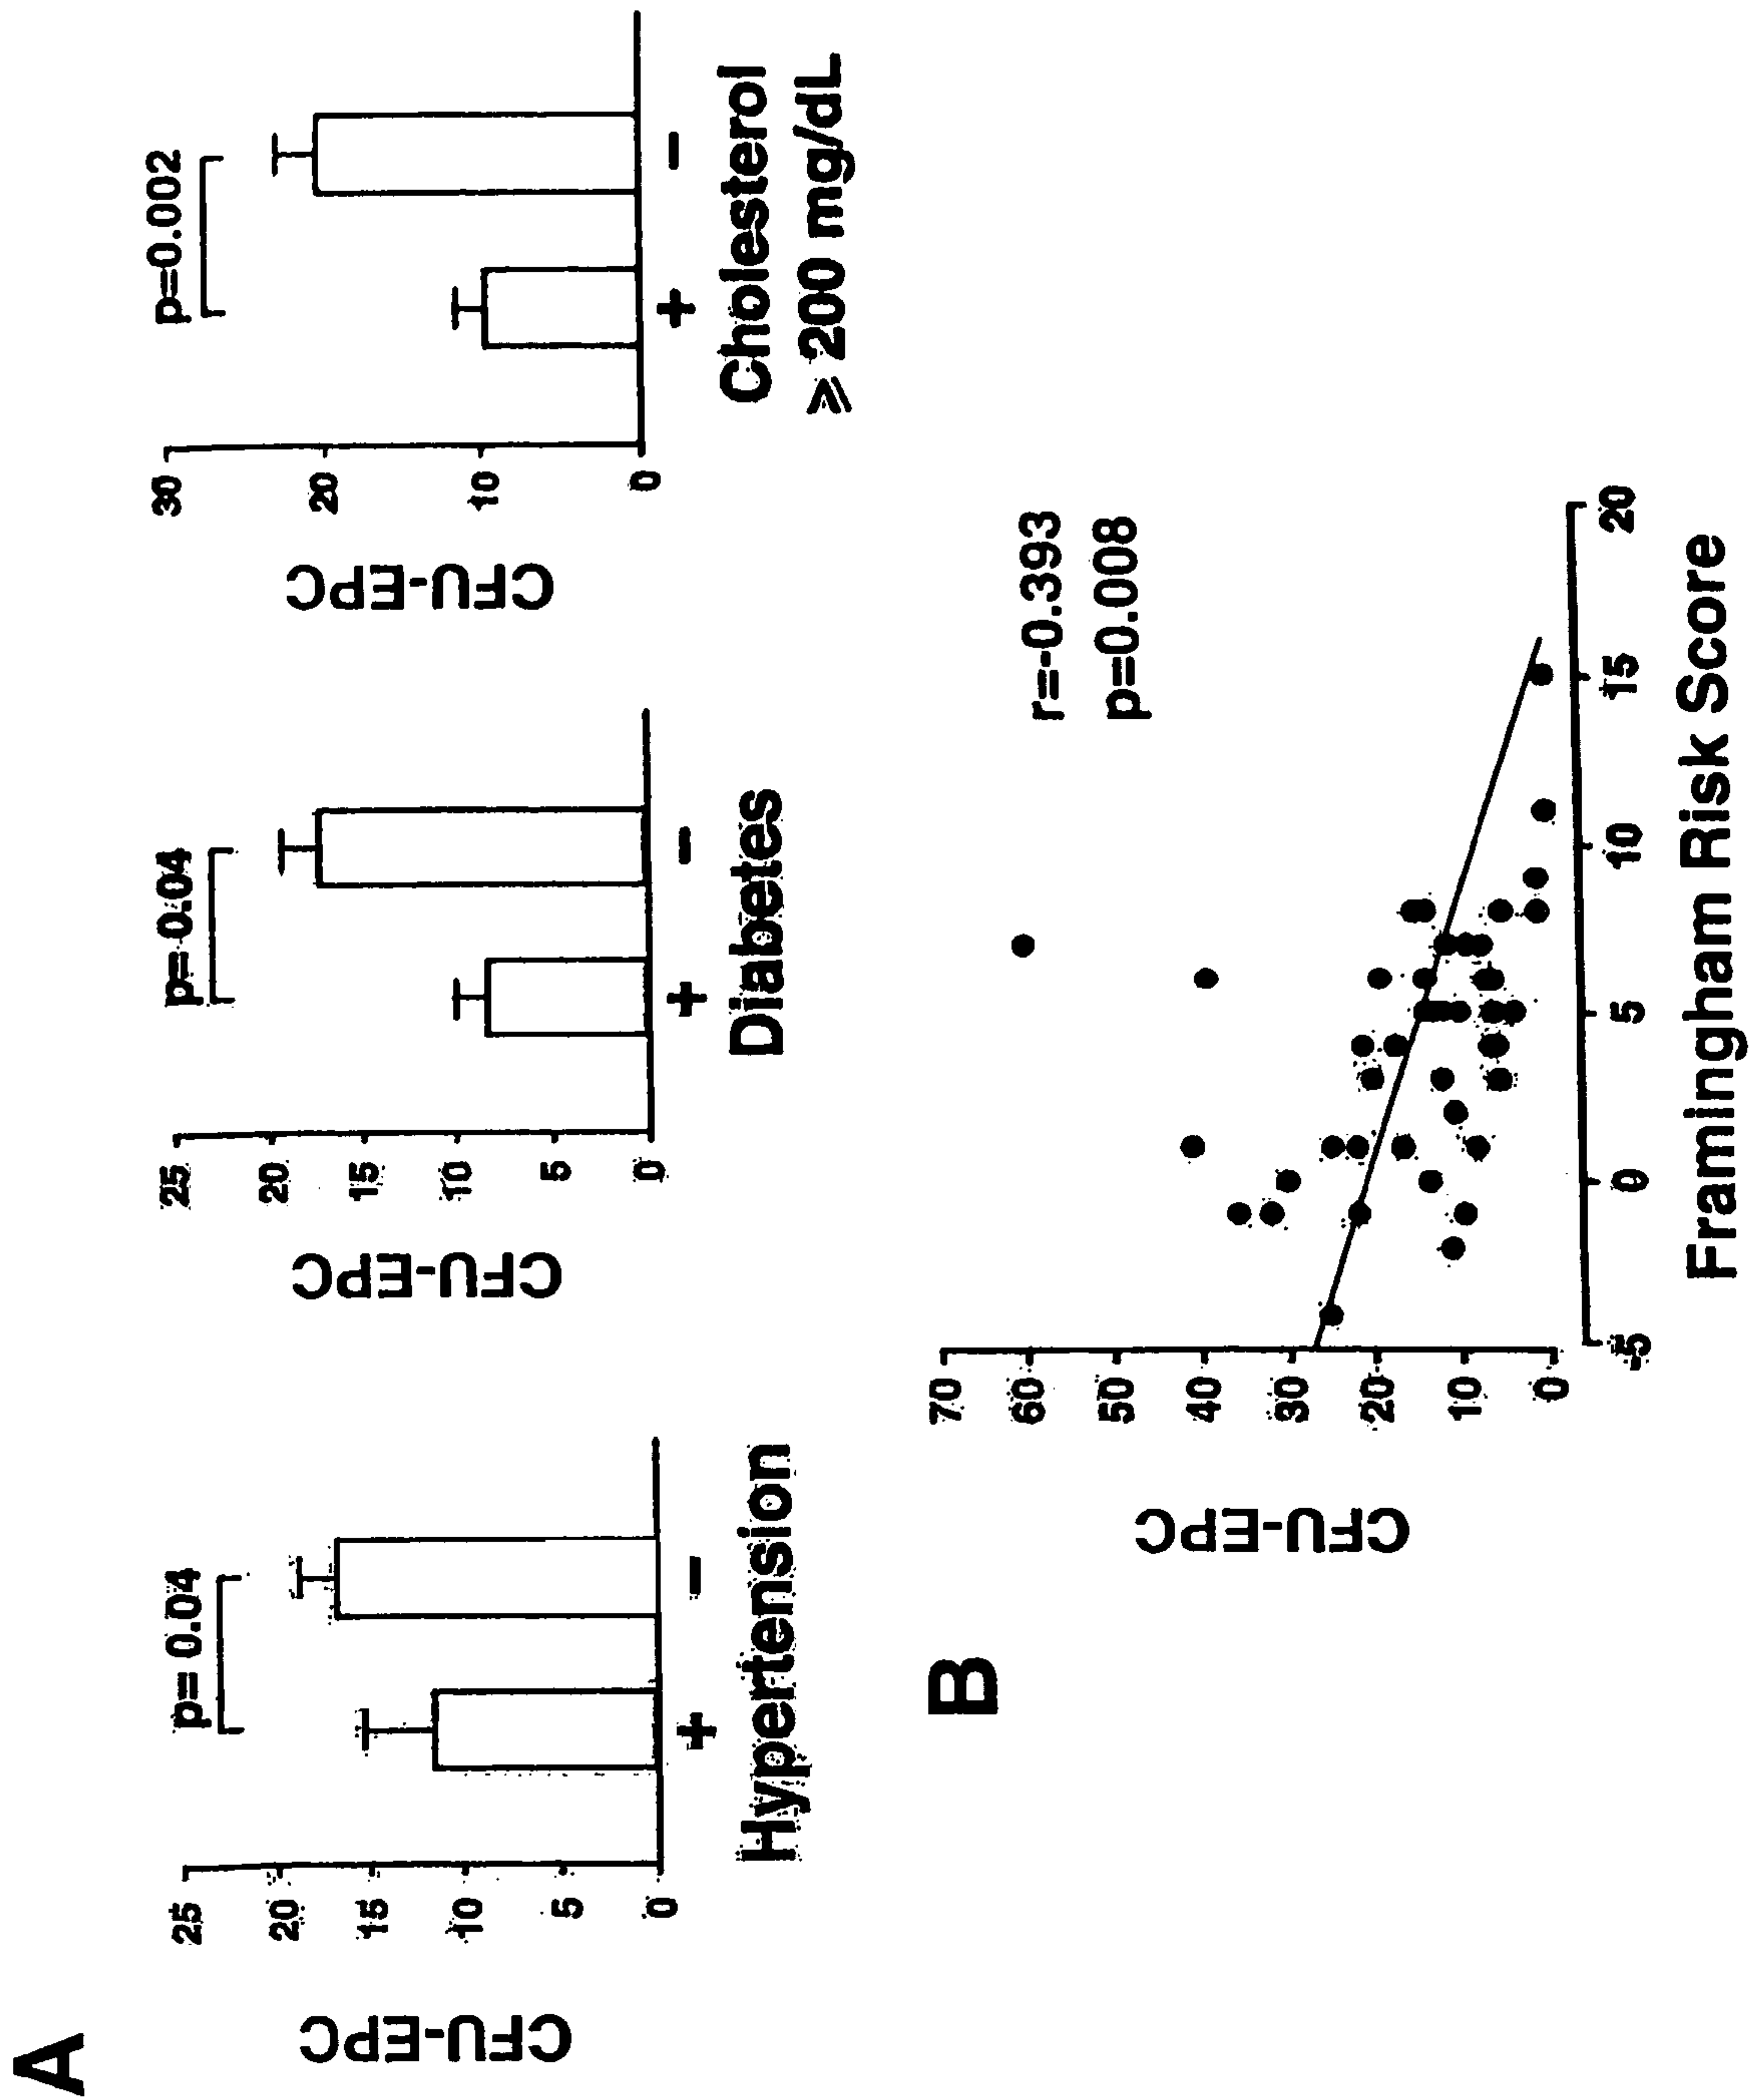 A
CFU-EPC
25
20
15
10
5
0
p= 0.04
+ -
Hypertension
CFU-EPC
25
20
15
10
5
0
p= 0.04
+ -
Diabetes
CFU-EPC
30
20
10
0
p=0.002
+ -
Cholesterol
≥ 200 mg/dL
B
CFU-EPC
70
60
50
40
30
20
10
0
r=-0.393
p=0.008
-5 0 5 10 15 20
Framingham Risk Score